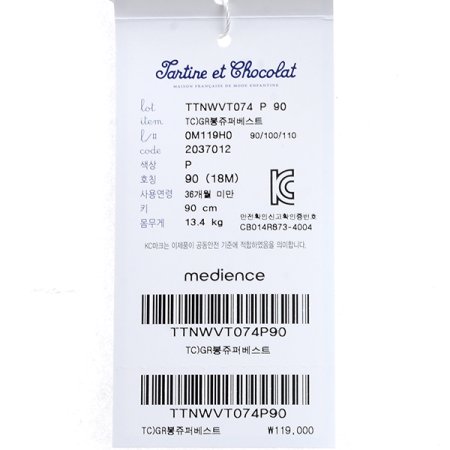 Tartine et Chocolat
MAISON FRANÇAISE DE MODE ENFANTINE
lot TTNWVT074 P 90
item TC)GR봉쥬퍼베스트
l/# 0M119H0 90/100/110
code 2037012
색상 P
호칭 90 (18M)
사용연령 36개월 미만
키 90 cm
몸무게 13.4 kg
안전확인신고확인증번호
CB014R873-4004
KC마크는 이제품이 공동안전 기준에 적합하였음을 의미합니다.
medience
TTNWVT074P90
TC)GR봉쥬퍼베스트
TTNWVT074P90
TC)GR봉쥬퍼베스트 ₩119,000